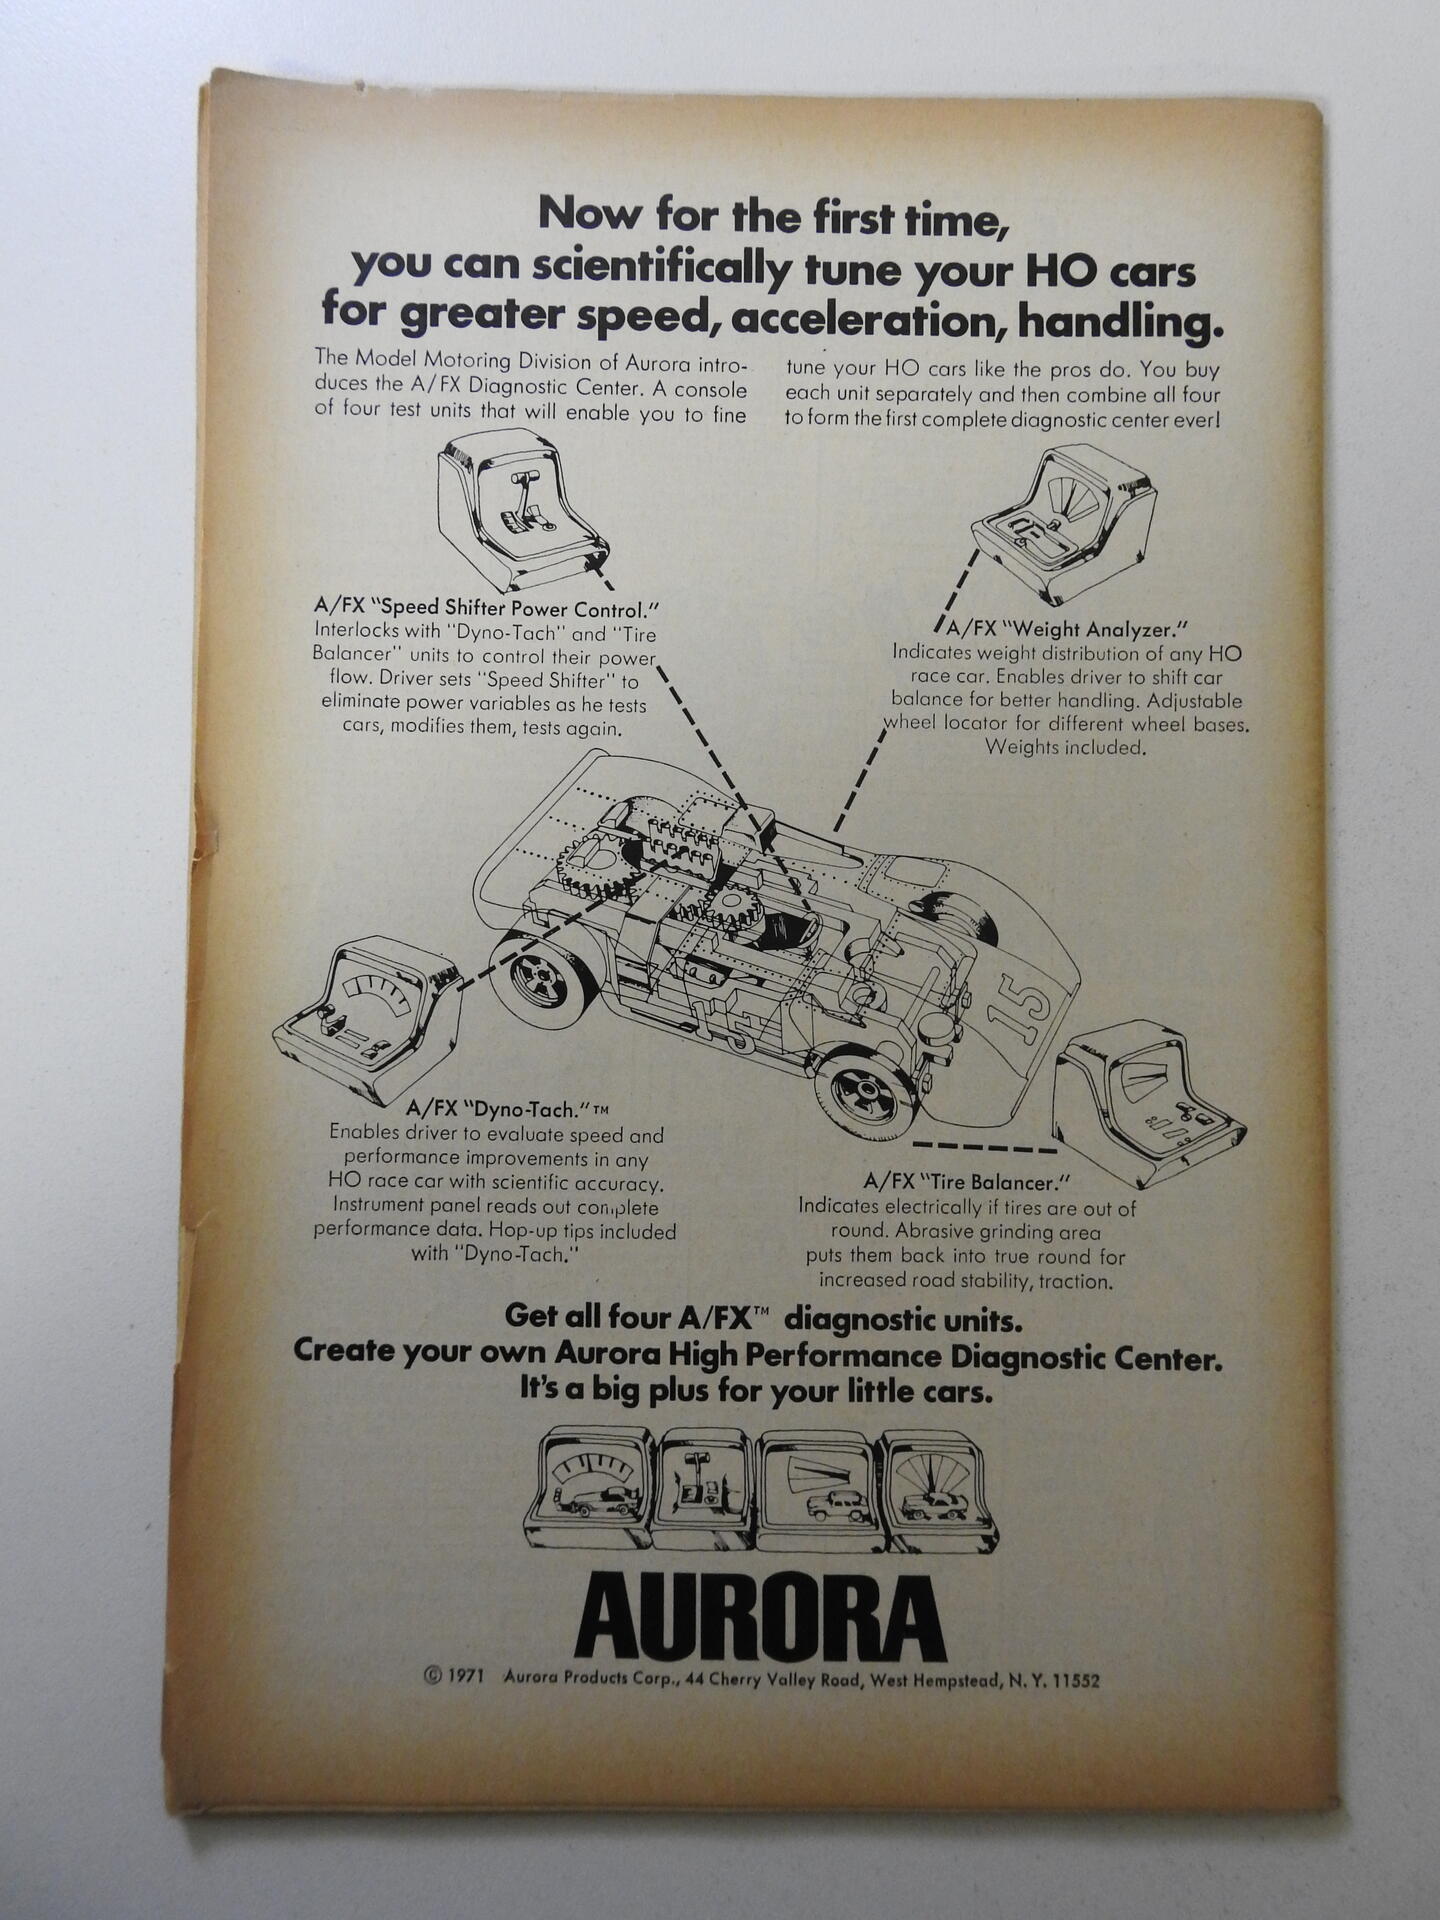 Now for the first time,
you can scientifically tune your HO cars
for greater speed, acceleration, handling.
The Model Motoring Division of Aurora intro-
duces the A/FX Diagnostic Center. A console
of four test units that will enable you to fine
tune your HO cars like the pros do. You buy
each unit separately and then combine all four
to form the first complete diagnostic center ever!
A/FX "Speed Shifter Power Control."
Interlocks with "Dyno-Tach" and "Tire
Balancer" units to control their power
flow. Driver sets "Speed Shifter" to
eliminate power variables as he tests
cars, modifies them, tests again.
A/FX "Weight Analyzer."
Indicates weight distribution of any HO
race car. Enables driver to shift car
balance for better handling. Adjustable
wheel locator for different wheel bases.
Weights included.
15
15
A/FX "Dyno-Tach."™
Enables driver to evaluate speed and
performance improvements in any
HO race car with scientific accuracy.
Instrument panel reads out complete
performance data. Hop-up tips included
with "Dyno-Tach."
A/FX "Tire Balancer."
Indicates electrically if tires are out of
round. Abrasive grinding area
puts them back into true round for
increased road stability, traction.
Get all four A/FX™ diagnostic units.
Create your own Aurora High Performance Diagnostic Center.
It's a big plus for your little cars.
AURORA
© 1971 Aurora Products Corp., 44 Cherry Valley Road, West Hempstead, N. Y. 11552